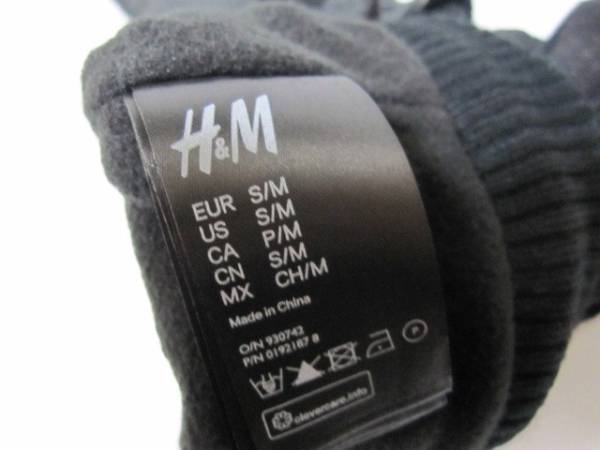 H&M
EUR S/M
US S/M
CA P/M
CN S/M
MX CH/M
Made in China
O/N 930742
P/N 0192187 8
P
clevercare.info